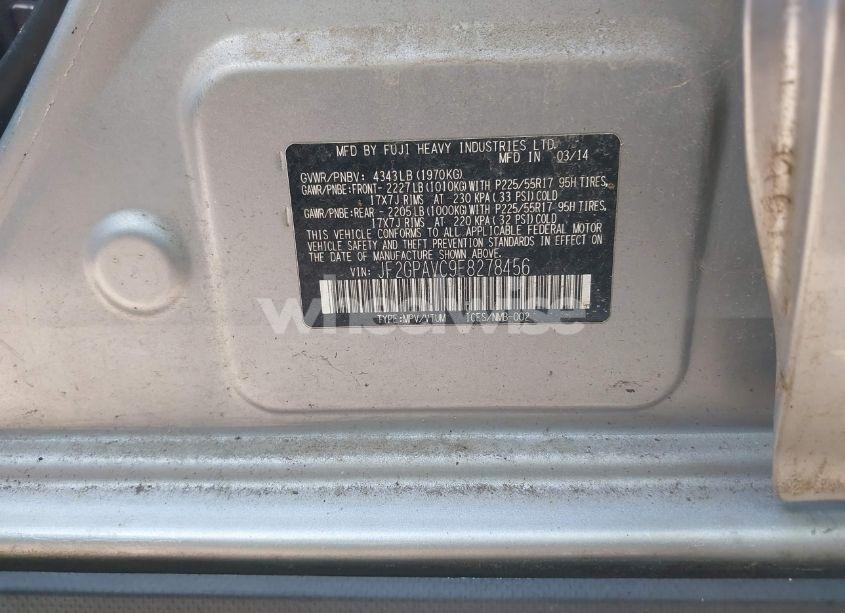 MFD BY FUJI HEAVY INDUSTRIES LTD.
MFD IN 03/14
GVWR/PNBV: 4343LB(1970KG)
GAWR/PNBE:FRONT- 2227LB(1010KG)WITH P225/55R17 95H TIRES,
17X7J RIMS AT 230 KPA(33 PSI)COLD
GAWR/PNBE:REAR - 2205LB(1000KG)WITH P225/55R17 95H TIRES,
17X7J RIMS AT 220 KPA(32 PSI)COLD
THIS VEHICLE CONFORMS TO ALL APPLICABLE FEDERAL MOTOR
VEHICLE SAFETY AND THEFT PREVENTION STANDARDS IN EFFECT ON
THE DATE OF MANUFACTURE SHOWN ABOVE.
VIN: JF2GPAVC9E8278456
wheelwise
TYPE:MPV/VTUM ICES/NMB-002